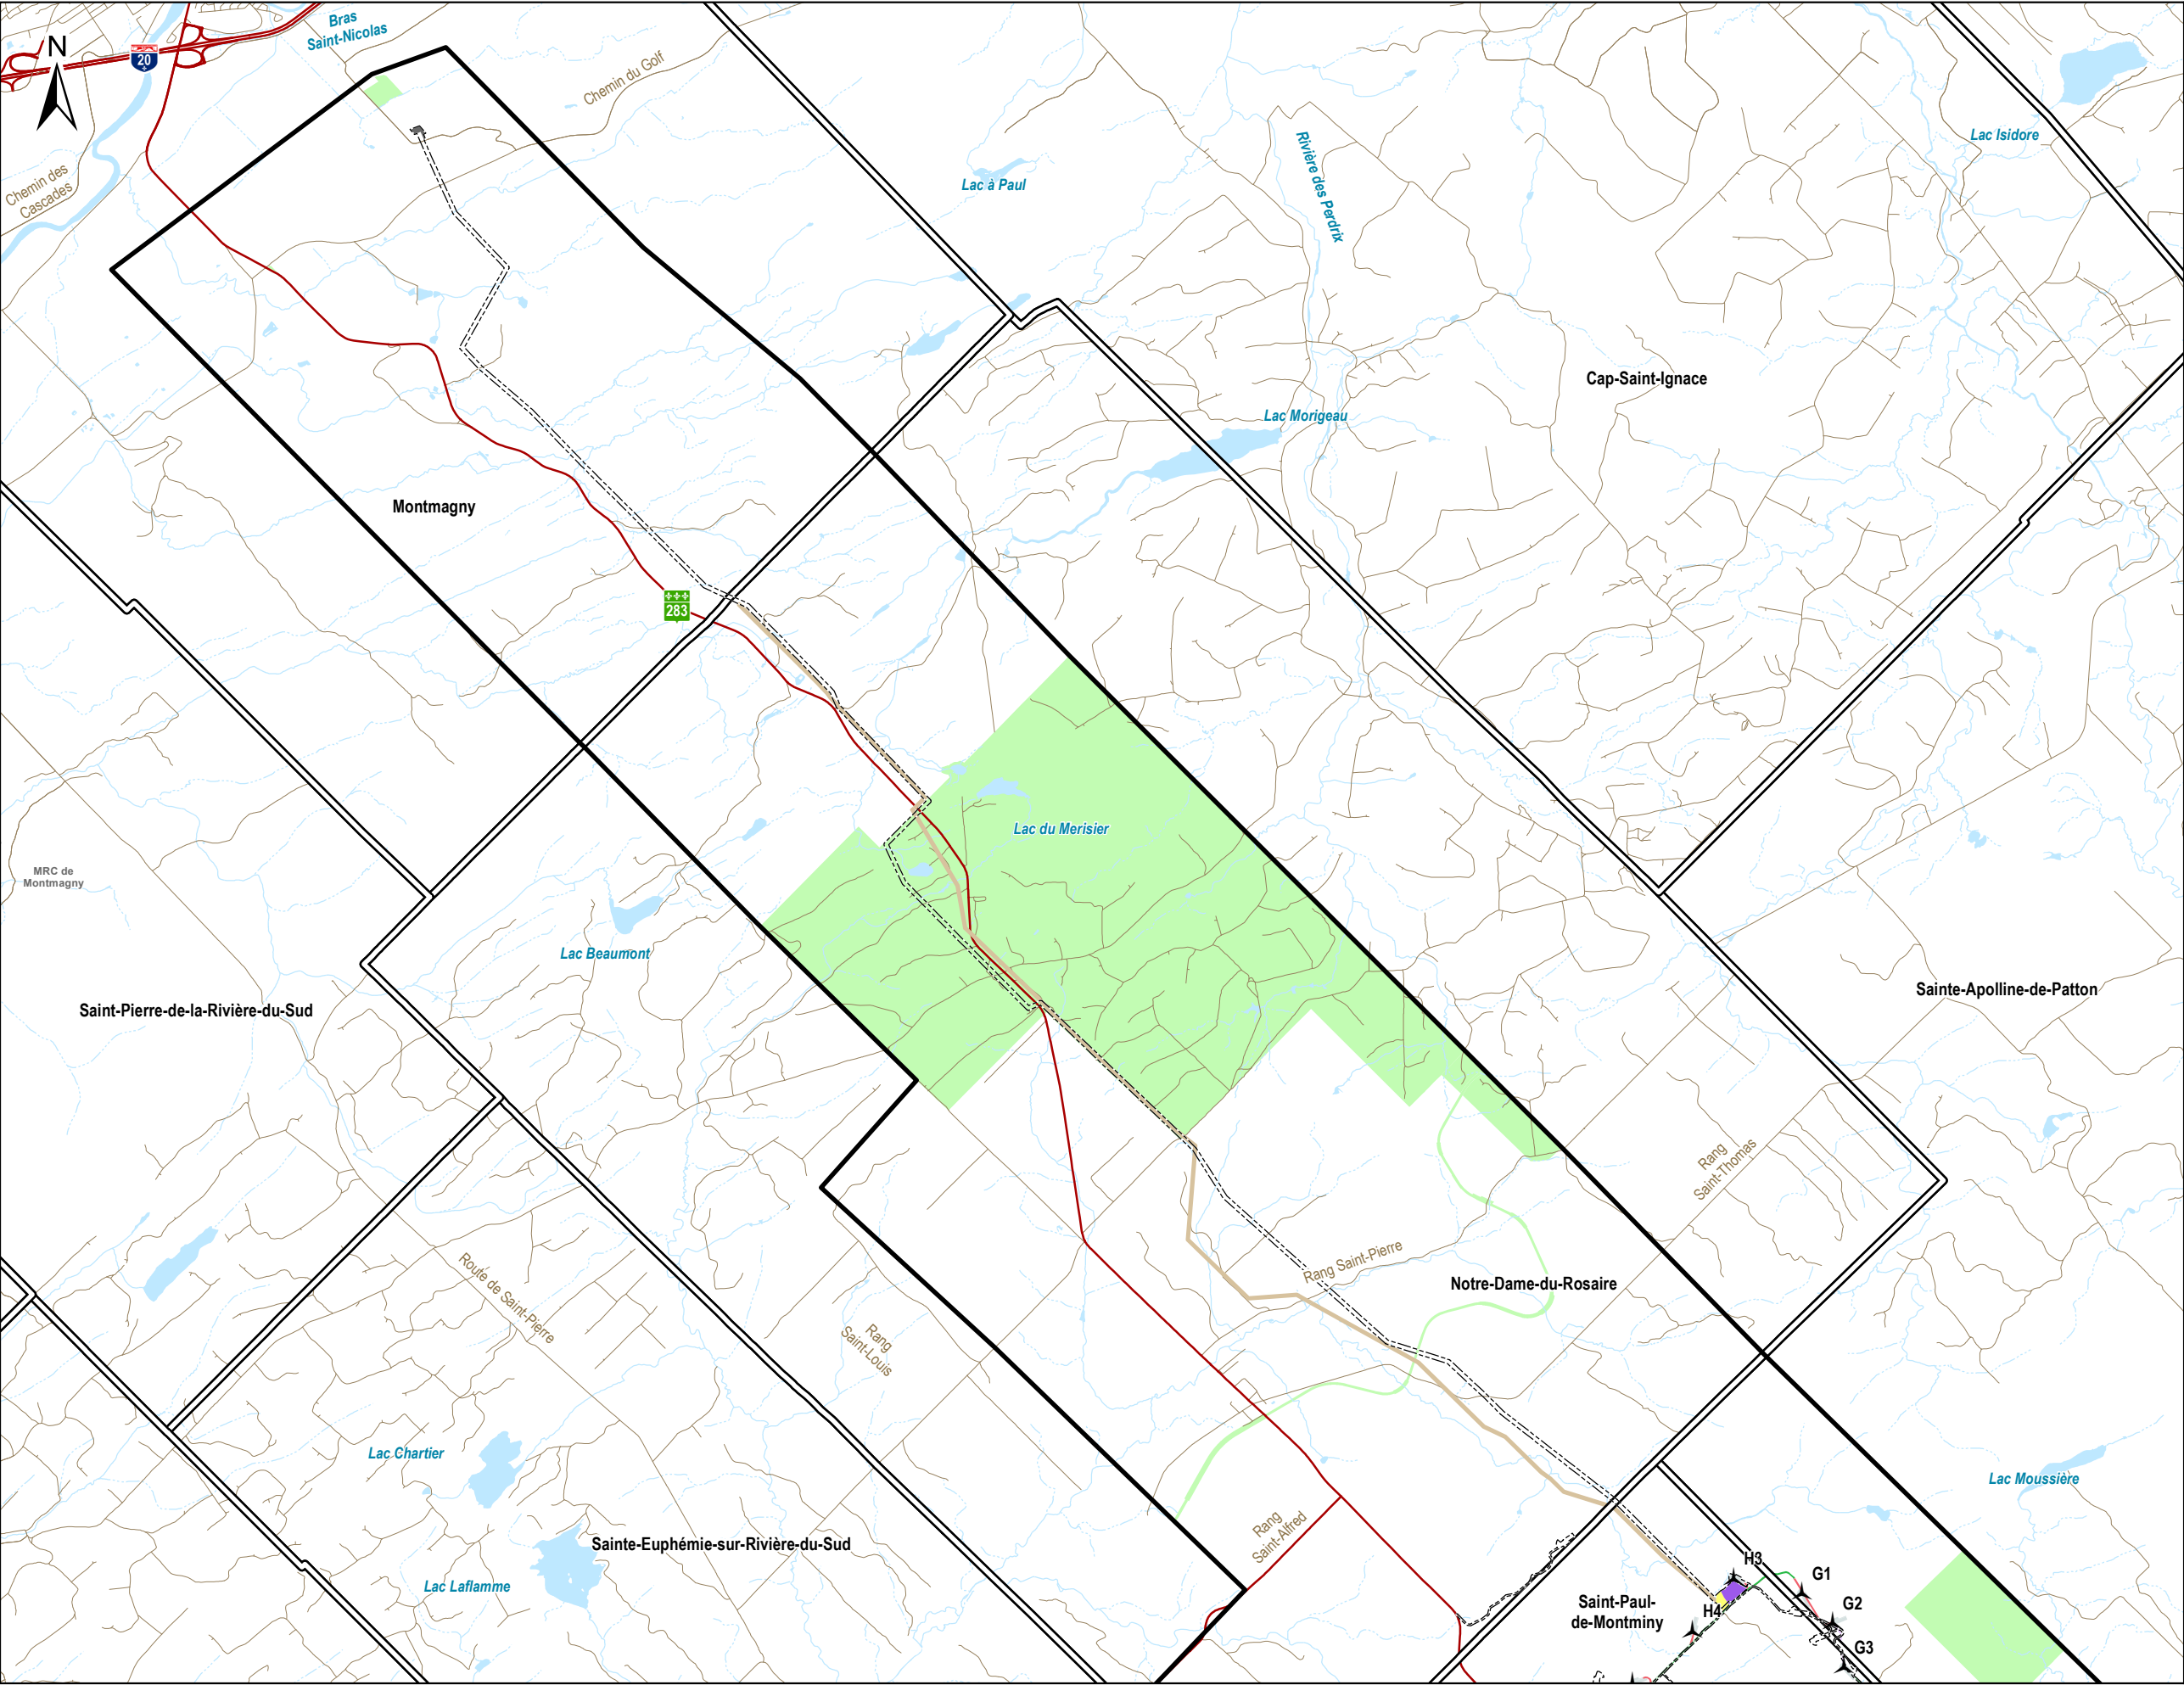 Bras
Saint-Nicolas
N
20
Chemin du Golf
Chemin des
Cascades
Lac Isidore
Lac à Paul
Rivière des Perdrix
Cap-Saint-Ignace
Lac Morigeau
Montmagny
283
Lac du Merisier
MRC de
Montmagny
Lac Beaumont
Saint-Pierre-de-la-Rivière-du-Sud
Sainte-Apolline-de-Patton
Rang
Saint-Thomas
Rang Saint-Pierre
Notre-Dame-du-Rosaire
Route de Saint-Pierre
Rang
Saint-Louis
Lac Chartier
Lac Moussière
Rang
Saint-Alfred
Sainte-Euphémie-sur-Rivière-du-Sud
Lac Laflamme
H3
G1
Saint-Paul-
de-Montminy
H4
G2
G3